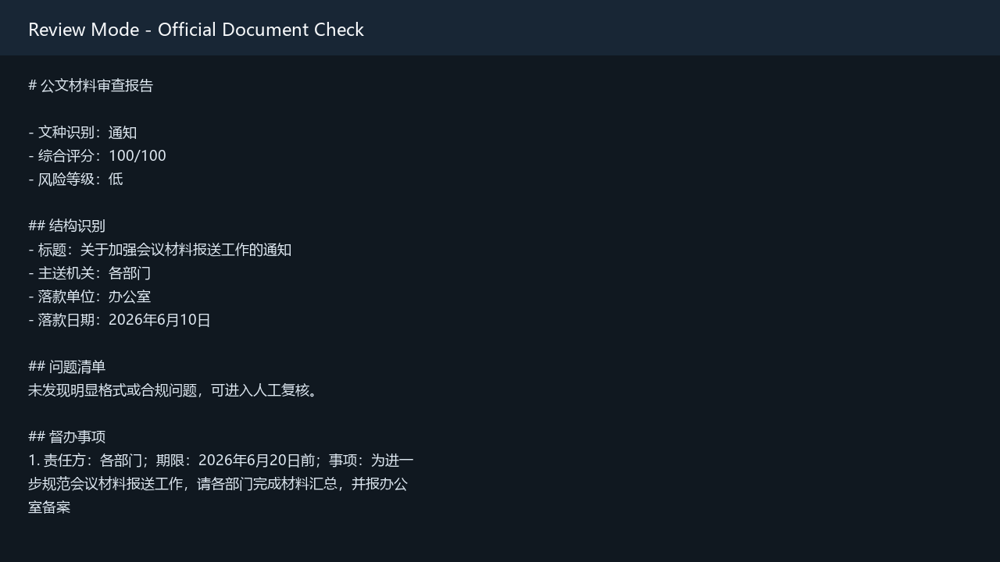 Review Mode - Official Document Check
# 公文材料审查报告
- 文种识别：通知
- 综合评分：100/100
- 风险等级：低
## 结构识别
- 标题：关于加强会议材料报送工作的通知
- 主送机关：各部门
- 落款单位：办公室
- 落款日期：2026年6月10日
## 问题清单
未发现明显格式或合规问题，可进入人工复核。
## 督办事项
1. 责任方：各部门；期限：2026年6月20日前；事项：为进一
步规范会议材料报送工作，请各部门完成材料汇总，并报办公
室备案